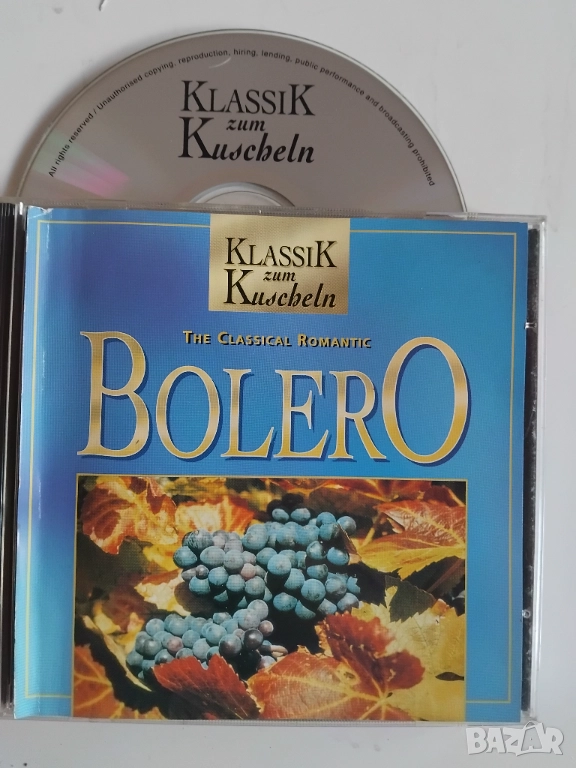 All rights reserved / Unauthorised copying, reproduction, hiring, lending, public performance and broadcasting prohibited
KLASSIK
zum
Kuscheln
KLASSIK
zum
Kuscheln
THE CLASSICAL ROMANTIC
BOLERO
BAZAR